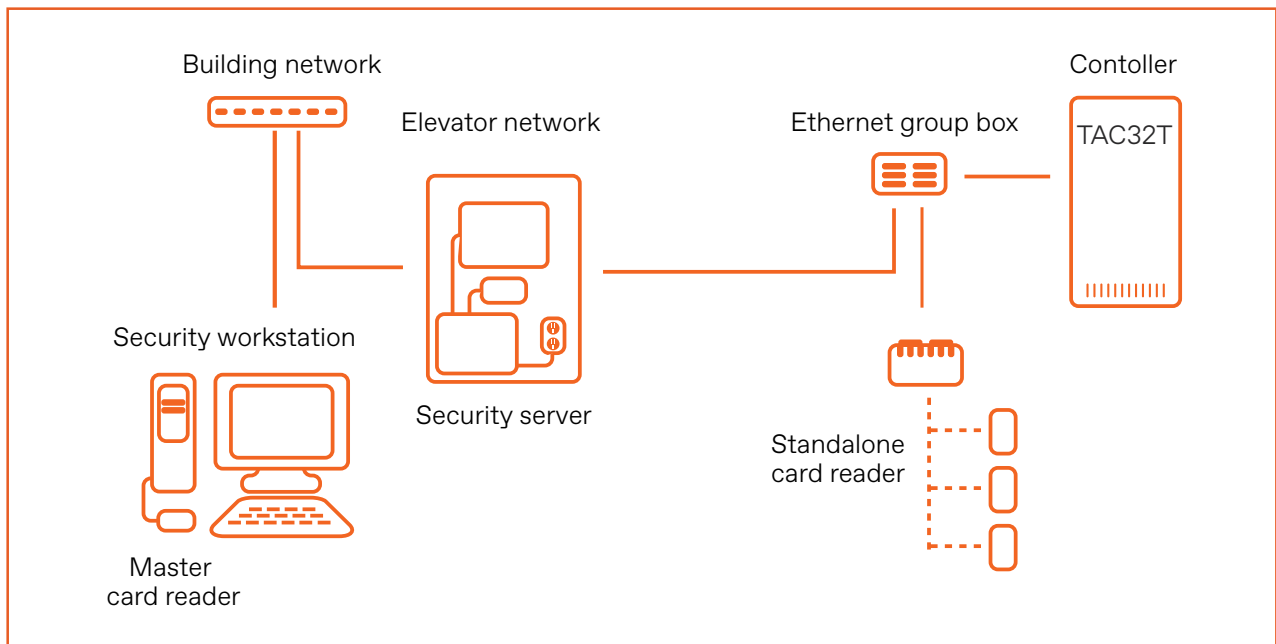 Building network
Contoller
Elevator network
Ethernet group box
TAC32T
Security workstation
Security server
Standalone
card reader
Master
card reader